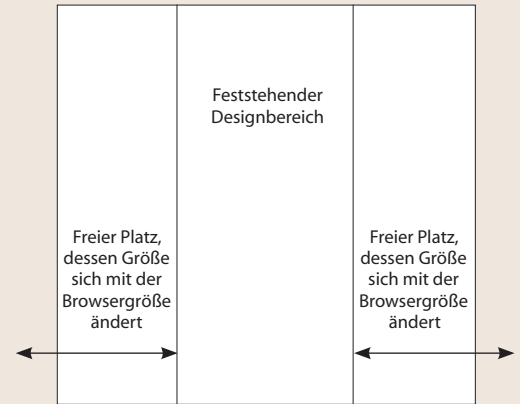 Feststehender
Designbereich
Freier Platz,
dessen Größe
sich mit der
Browsergröße
ändert
Freier Platz,
dessen Größe
sich mit der
Browsergröße
ändert